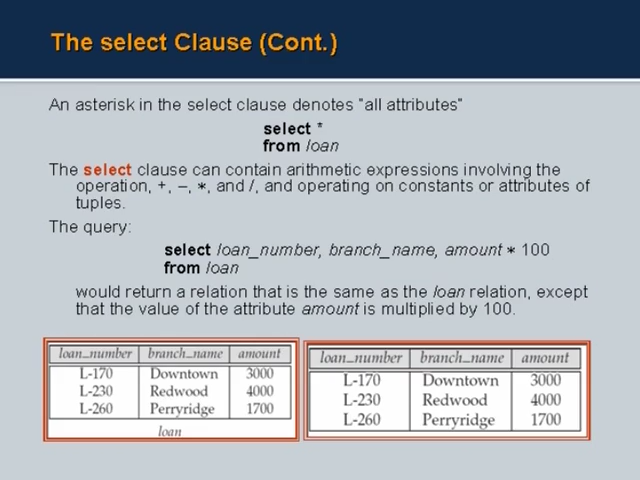 The select Clause (Cont.)
An asterisk in the select clause denotes "all attributes"
select *
from loan
The select clause can contain arithmetic expressions involving the
operation, +, –, *, and /, and operating on constants or attributes of
tuples.
The query:
select loan_number, branch_name, amount * 100
from loan
would return a relation that is the same as the loan relation, except
that the value of the attribute amount is multiplied by 100.
loan_number branch_name amount
L-170 Downtown 3000
L-230 Redwood 4000
L-260 Perryridge 1700
loan
loan_number branch_name amount
L-170 Downtown 3000
L-230 Redwood 4000
L-260 Perryridge 1700